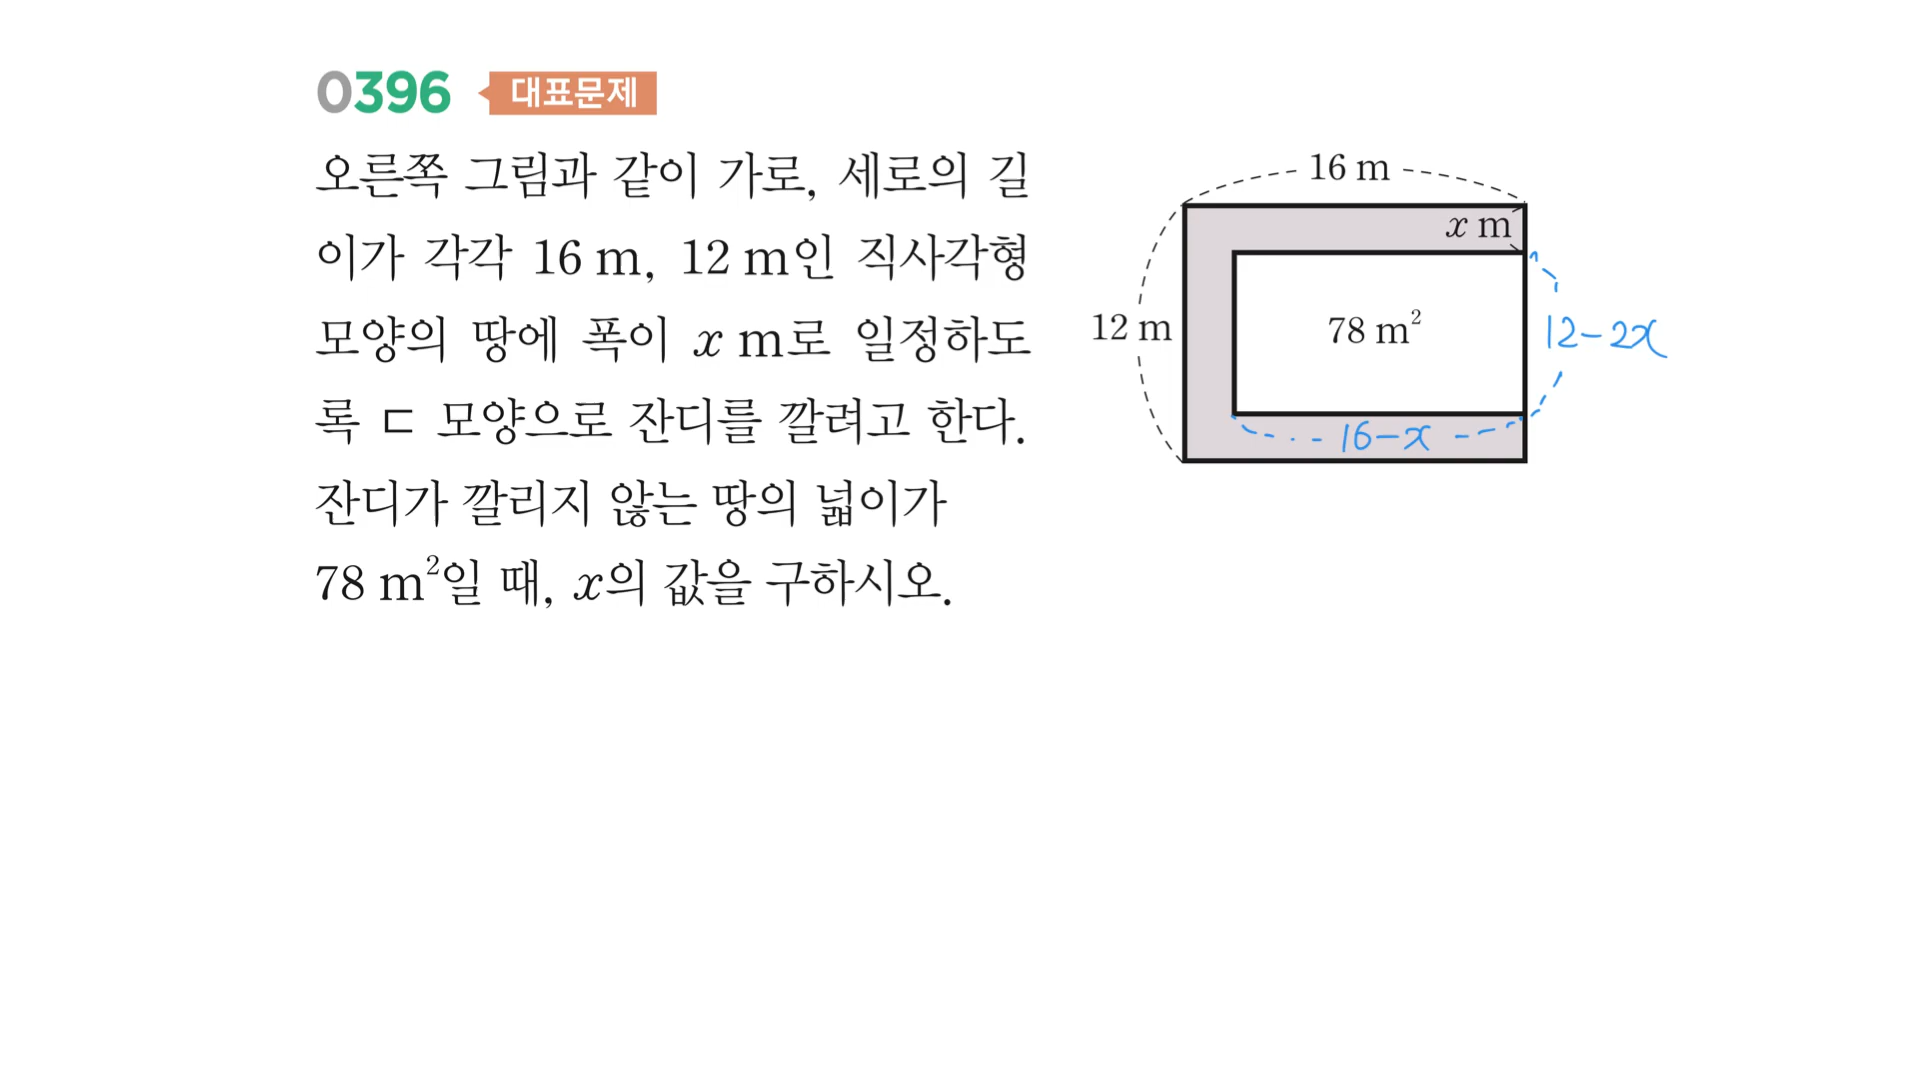 0396 대표문제
오른쪽 그림과 같이 가로, 세로의 길
이가 각각 16 m, 12 m인 직사각형
모양의 땅에 폭이 x m로 일정하도
록 ㄷ 모양으로 잔디를 깔려고 한다.
잔디가 깔리지 않는 땅의 넓이가
78 m²일 때, x의 값을 구하시오.
16 m
x m
12 m
78 m²
12-2x
16-x